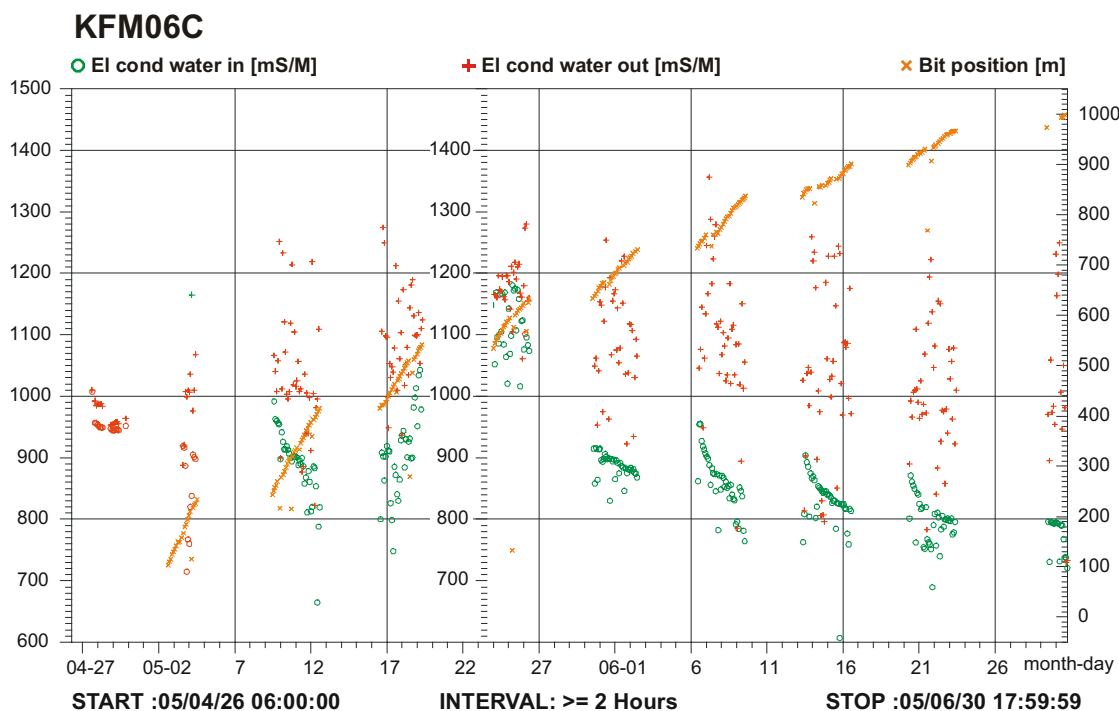 KFM06C
El cond water in [mS/M] El cond water out [mS/M] Bit position [m]
1500
1400 1400 1000
1300 1300 900
1200 1200 800
1100 1100 700
1000 1000 600
900 900 500
800 800 400
700 700 300
600 200
100
0
04-27 05-02 7 12 17 22 27 06-01 6 11 16 21 26 month-day
START :05/04/26 06:00:00 INTERVAL: >= 2 Hours STOP :05/06/30 17:59:59